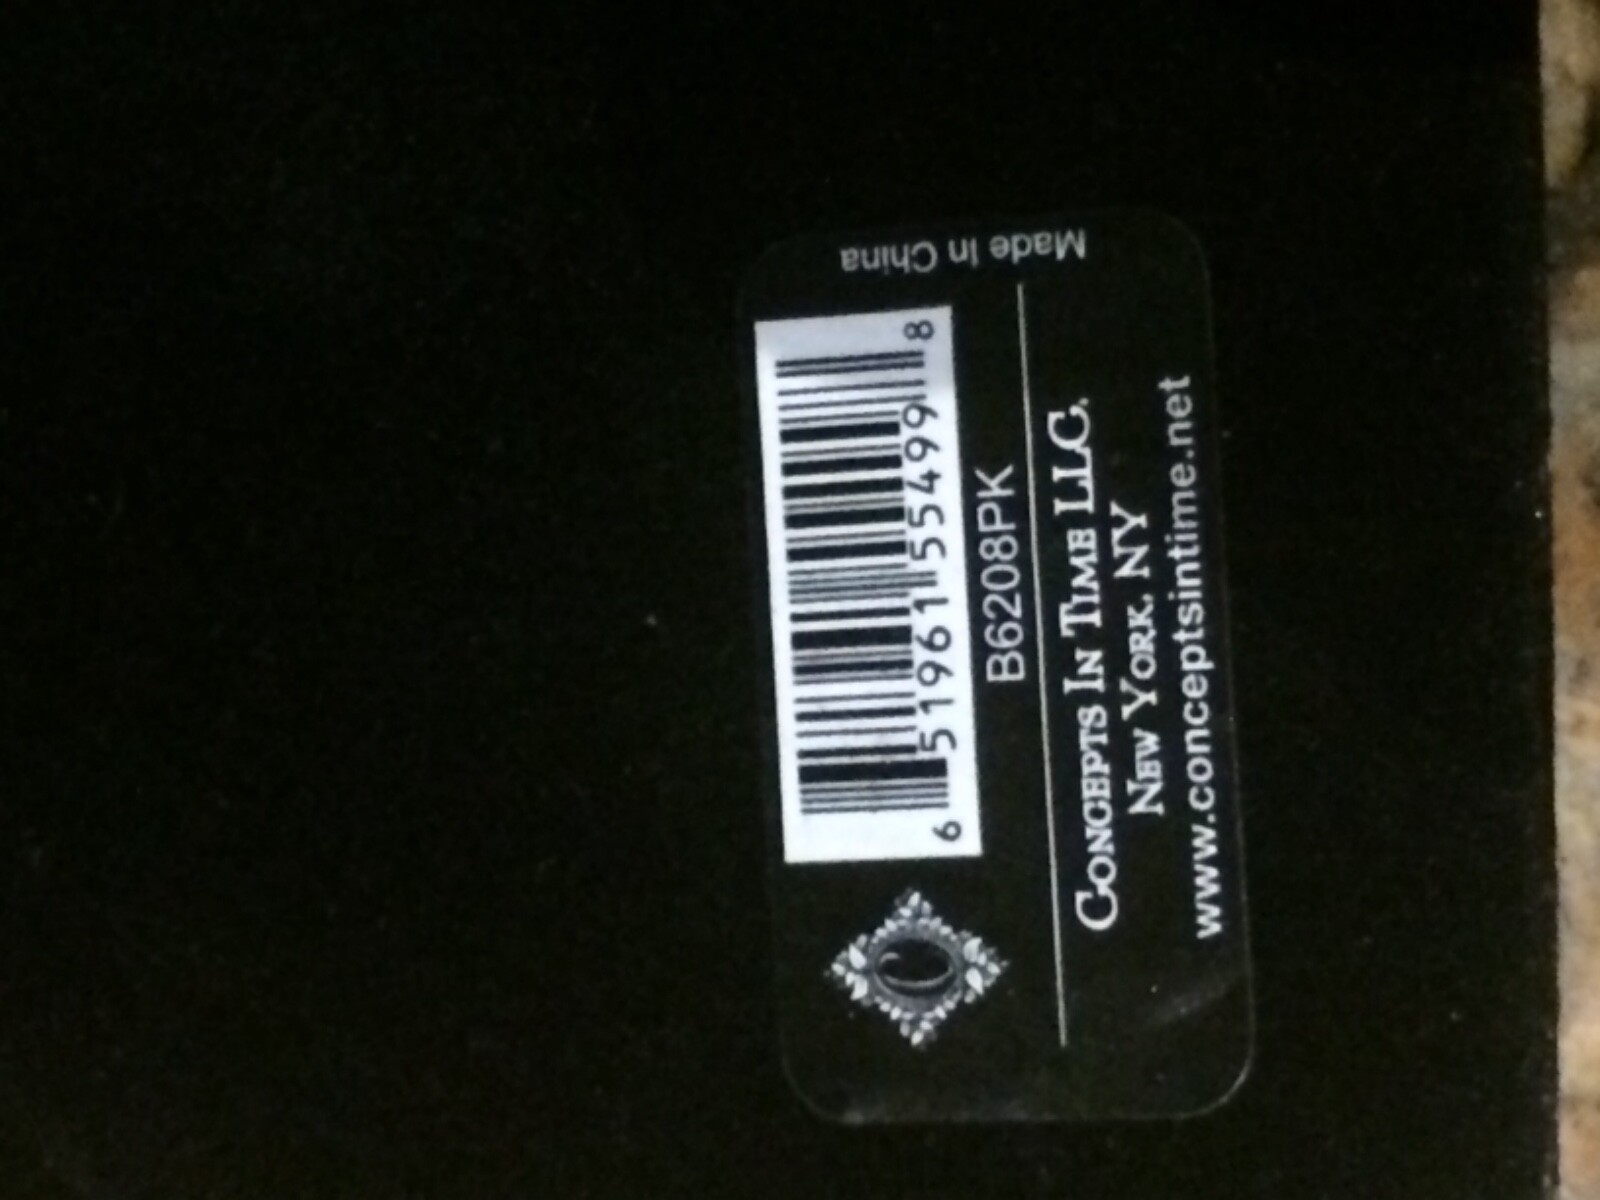 6 51961 55499 8
B6208PK
CONCEPTS IN TIME LLC.
NEW YORK, NY
www.conceptsintime.net
Made In China